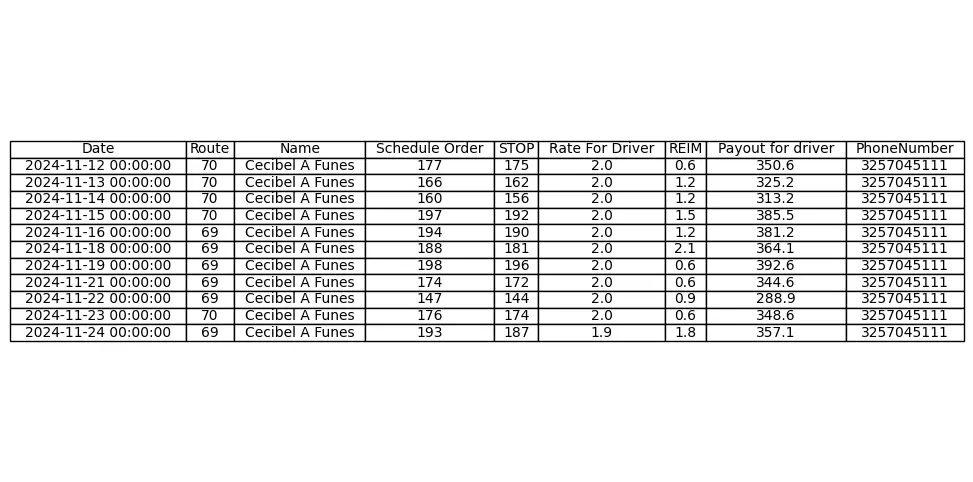 Date Route Name Schedule Order STOP Rate For Driver REIM Payout for driver PhoneNumber
2024-11-12 00:00:00 70 Cecibel A Funes 177 175 2.0 0.6 350.6 3257045111
2024-11-13 00:00:00 70 Cecibel A Funes 166 162 2.0 1.2 325.2 3257045111
2024-11-14 00:00:00 70 Cecibel A Funes 160 156 2.0 1.2 313.2 3257045111
2024-11-15 00:00:00 70 Cecibel A Funes 197 192 2.0 1.5 385.5 3257045111
2024-11-16 00:00:00 69 Cecibel A Funes 194 190 2.0 1.2 381.2 3257045111
2024-11-18 00:00:00 69 Cecibel A Funes 188 181 2.0 2.1 364.1 3257045111
2024-11-19 00:00:00 69 Cecibel A Funes 198 196 2.0 0.6 392.6 3257045111
2024-11-21 00:00:00 69 Cecibel A Funes 174 172 2.0 0.6 344.6 3257045111
2024-11-22 00:00:00 69 Cecibel A Funes 147 144 2.0 0.9 288.9 3257045111
2024-11-23 00:00:00 70 Cecibel A Funes 176 174 2.0 0.6 348.6 3257045111
2024-11-24 00:00:00 69 Cecibel A Funes 193 187 1.9 1.8 357.1 3257045111